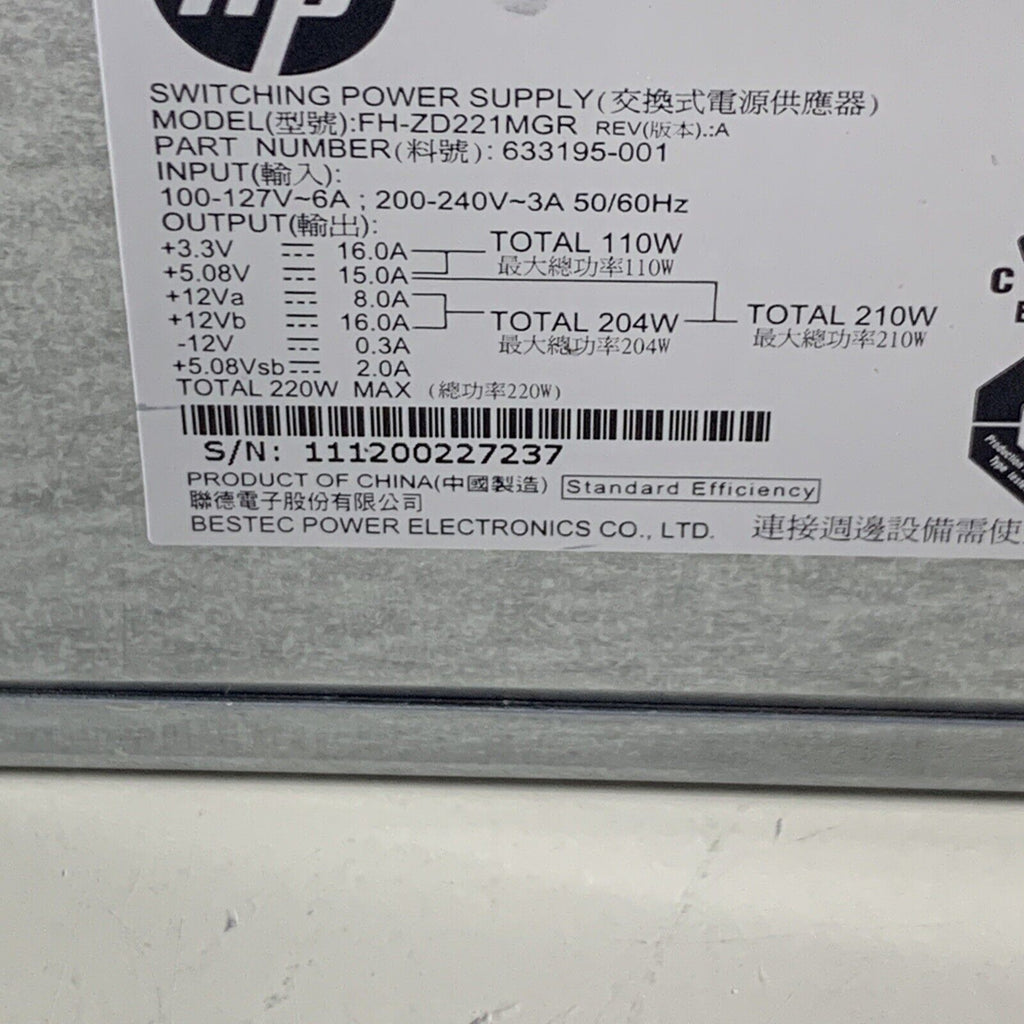 hp
SWITCHING POWER SUPPLY(交換式電源供應器)
MODEL(型號):FH-ZD221MGR REV(版本).:A
PART NUMBER(料號): 633195-001
INPUT(輸入):
100-127V~6A ; 200-240V~3A 50/60Hz
OUTPUT(輸出):
+3.3V ⎓ 16.0A TOTAL 110W
+5.08V ⎓ 15.0A 最大總功率110W
+12Va ⎓ 8.0A
+12Vb ⎓ 16.0A TOTAL 204W TOTAL 210W
-12V ⎓ 0.3A 最大總功率204W 最大總功率210W
+5.08Vsb ⎓ 2.0A
TOTAL 220W MAX (總功率220W)
S/N: 111200227237
PRODUCT OF CHINA(中國製造) Standard Efficiency
聯德電子股份有限公司
BESTEC POWER ELECTRONICS CO., LTD. 連接週邊設備需使
C